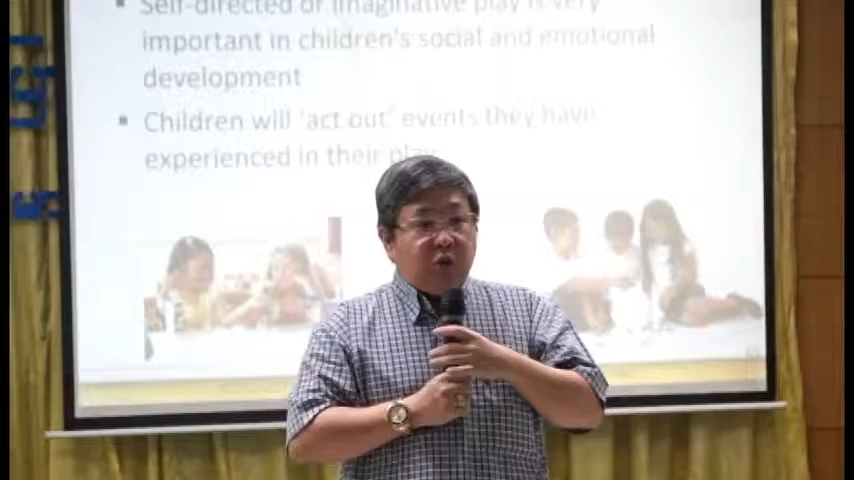 ▪ Self-directed or imaginative play is very
important in children's social and emotional
development
▪ Children will 'act out' events they have
experienced in their play